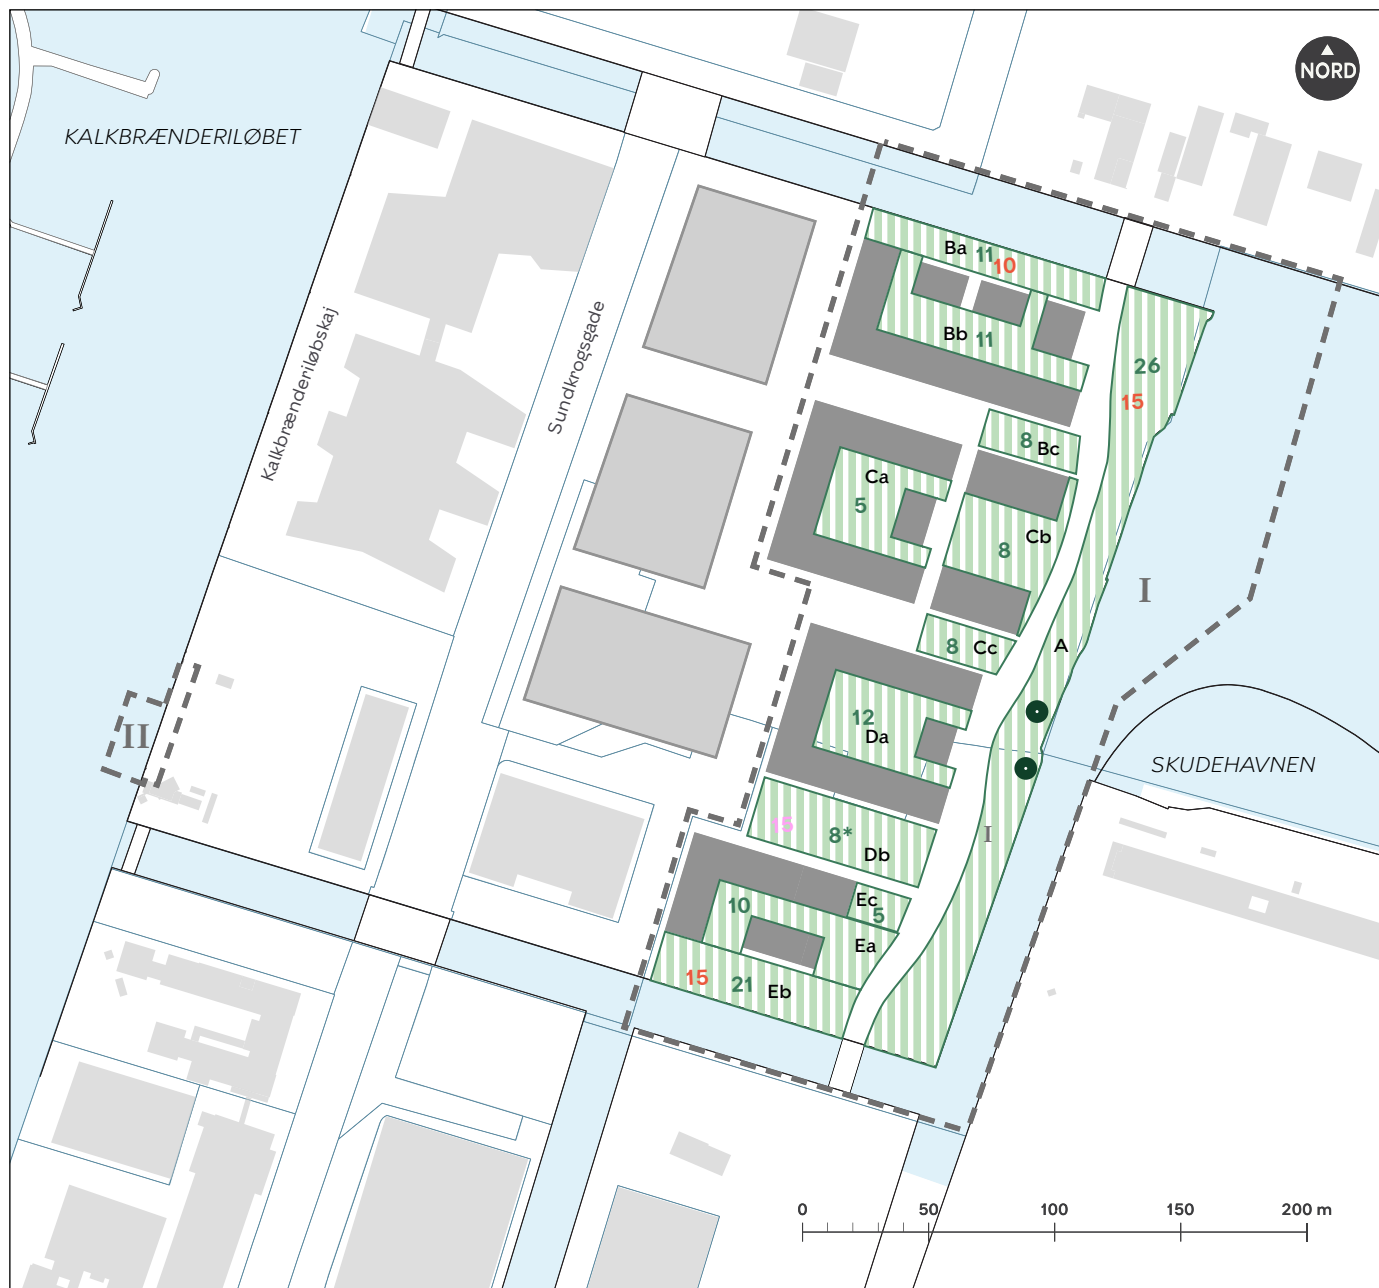 NORD
KALKBRÆNDERILØBET
Kalkbrænderiløbskaj
Sundkrogsgade
Ba 11
10
Bb 11
26
15
8 Bc
Ca
5
Cb
8
I
8 Cc
A
12
Da
II
SKUDEHAVNEN
15
8*
Db
I
Ec
5
10
Ea
15
21
Eb
0 50 100 150 200 m